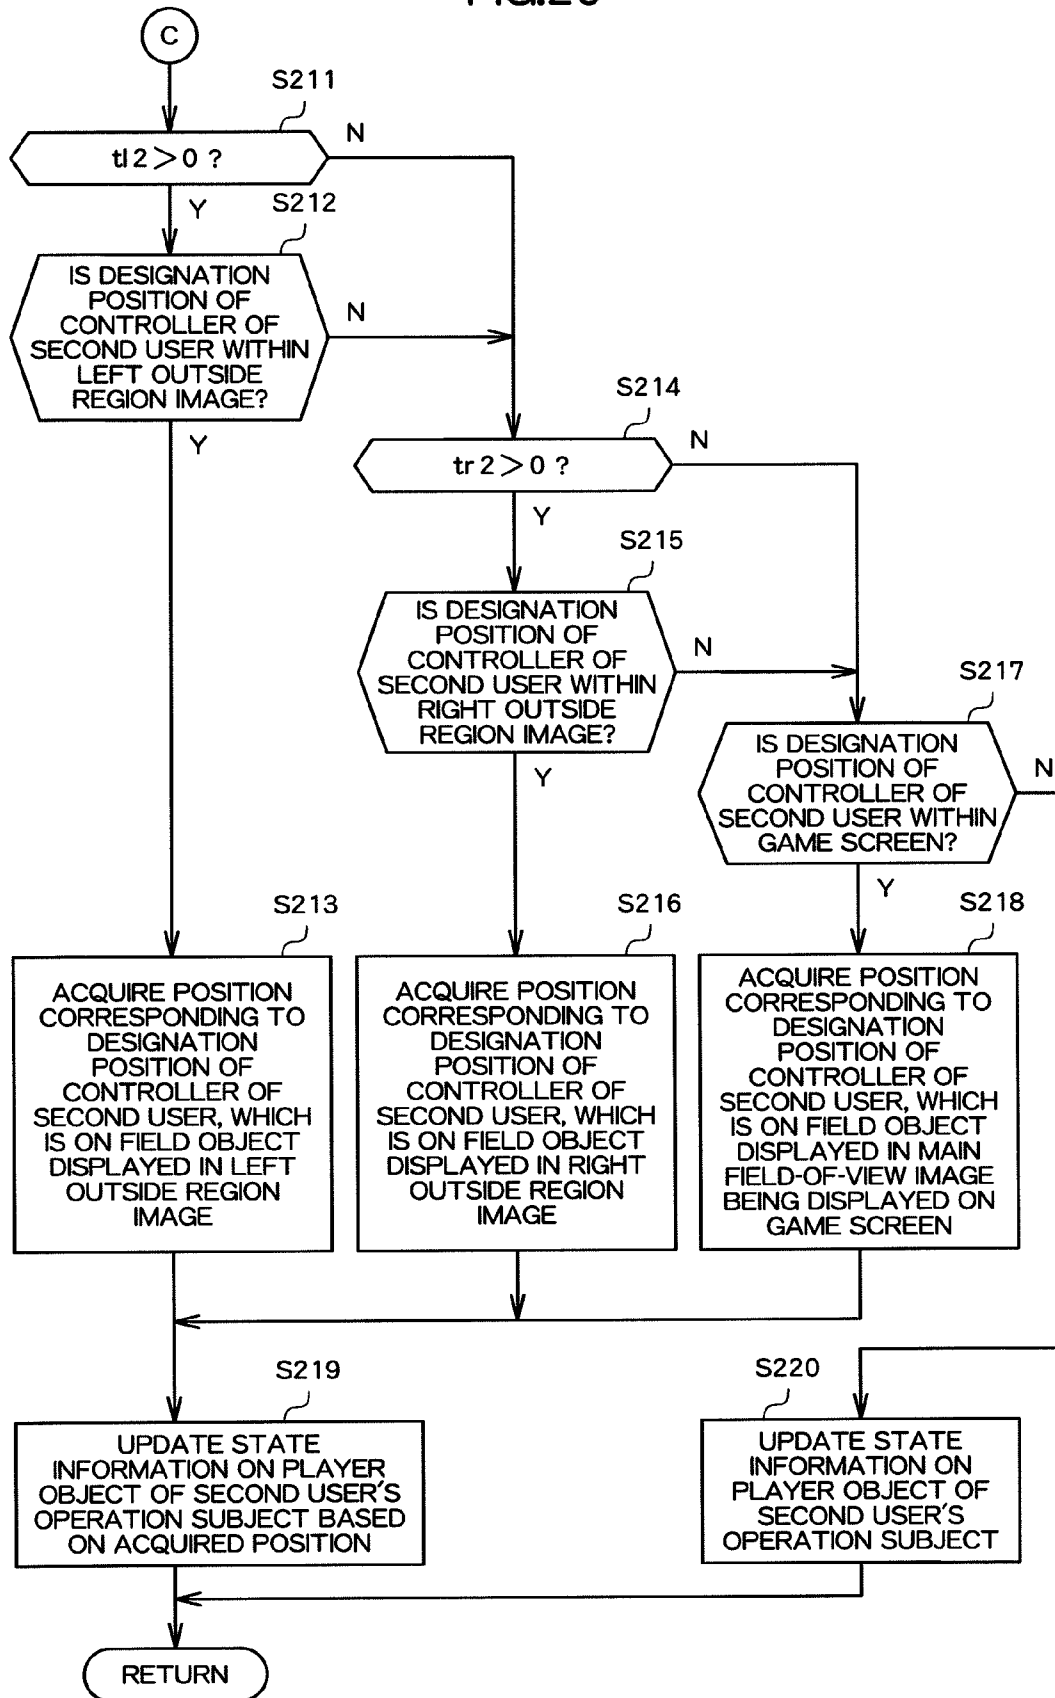 C
S211
tl2>0 ?
N
Y
S212
IS DESIGNATION
POSITION OF
CONTROLLER OF
SECOND USER WITHIN
LEFT OUTSIDE
REGION IMAGE?
N
Y
S214
tr2>0 ?
N
Y
S215
IS DESIGNATION
POSITION OF
CONTROLLER OF
SECOND USER WITHIN
RIGHT OUTSIDE
REGION IMAGE?
N
Y
S217
IS DESIGNATION
POSITION OF
CONTROLLER OF
SECOND USER WITHIN
GAME SCREEN?
N
Y
S213
ACQUIRE POSITION
CORRESPONDING TO
DESIGNATION
POSITION OF
CONTROLLER OF
SECOND USER, WHICH
IS ON FIELD OBJECT
DISPLAYED IN LEFT
OUTSIDE REGION
IMAGE
S216
ACQUIRE POSITION
CORRESPONDING TO
DESIGNATION
POSITION OF
CONTROLLER OF
SECOND USER, WHICH
IS ON FIELD OBJECT
DISPLAYED IN RIGHT
OUTSIDE REGION
IMAGE
S218
ACQUIRE POSITION
CORRESPONDING TO
DESIGNATION
POSITION OF
CONTROLLER OF
SECOND USER, WHICH
IS ON FIELD OBJECT
DISPLAYED IN MAIN
FIELD-OF-VIEW IMAGE
BEING DISPLAYED ON
GAME SCREEN
S219
UPDATE STATE
INFORMATION ON PLAYER
OBJECT OF SECOND USER'S
OPERATION SUBJECT BASED
ON ACQUIRED POSITION
S220
UPDATE STATE
INFORMATION ON
PLAYER OBJECT OF
SECOND USER'S
OPERATION SUBJECT
RETURN